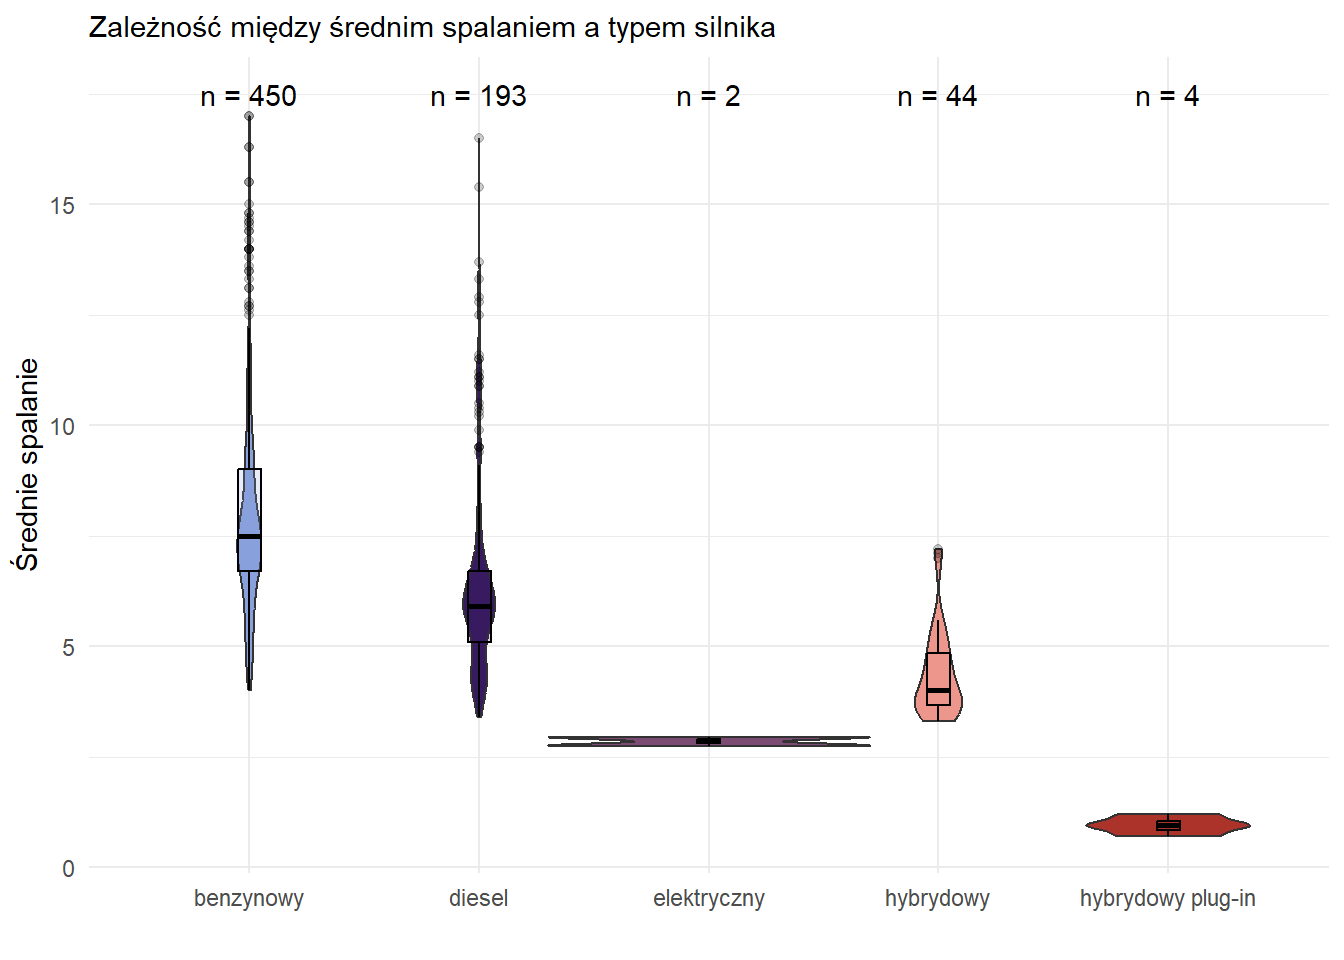 Zależność między średnim spalaniem a typem silnika
n = 450 n = 193 n = 2 n = 44 n = 4
15
10
5
0
Średnie spalanie
benzynowy diesel elektryczny hybrydowy hybrydowy plug-in